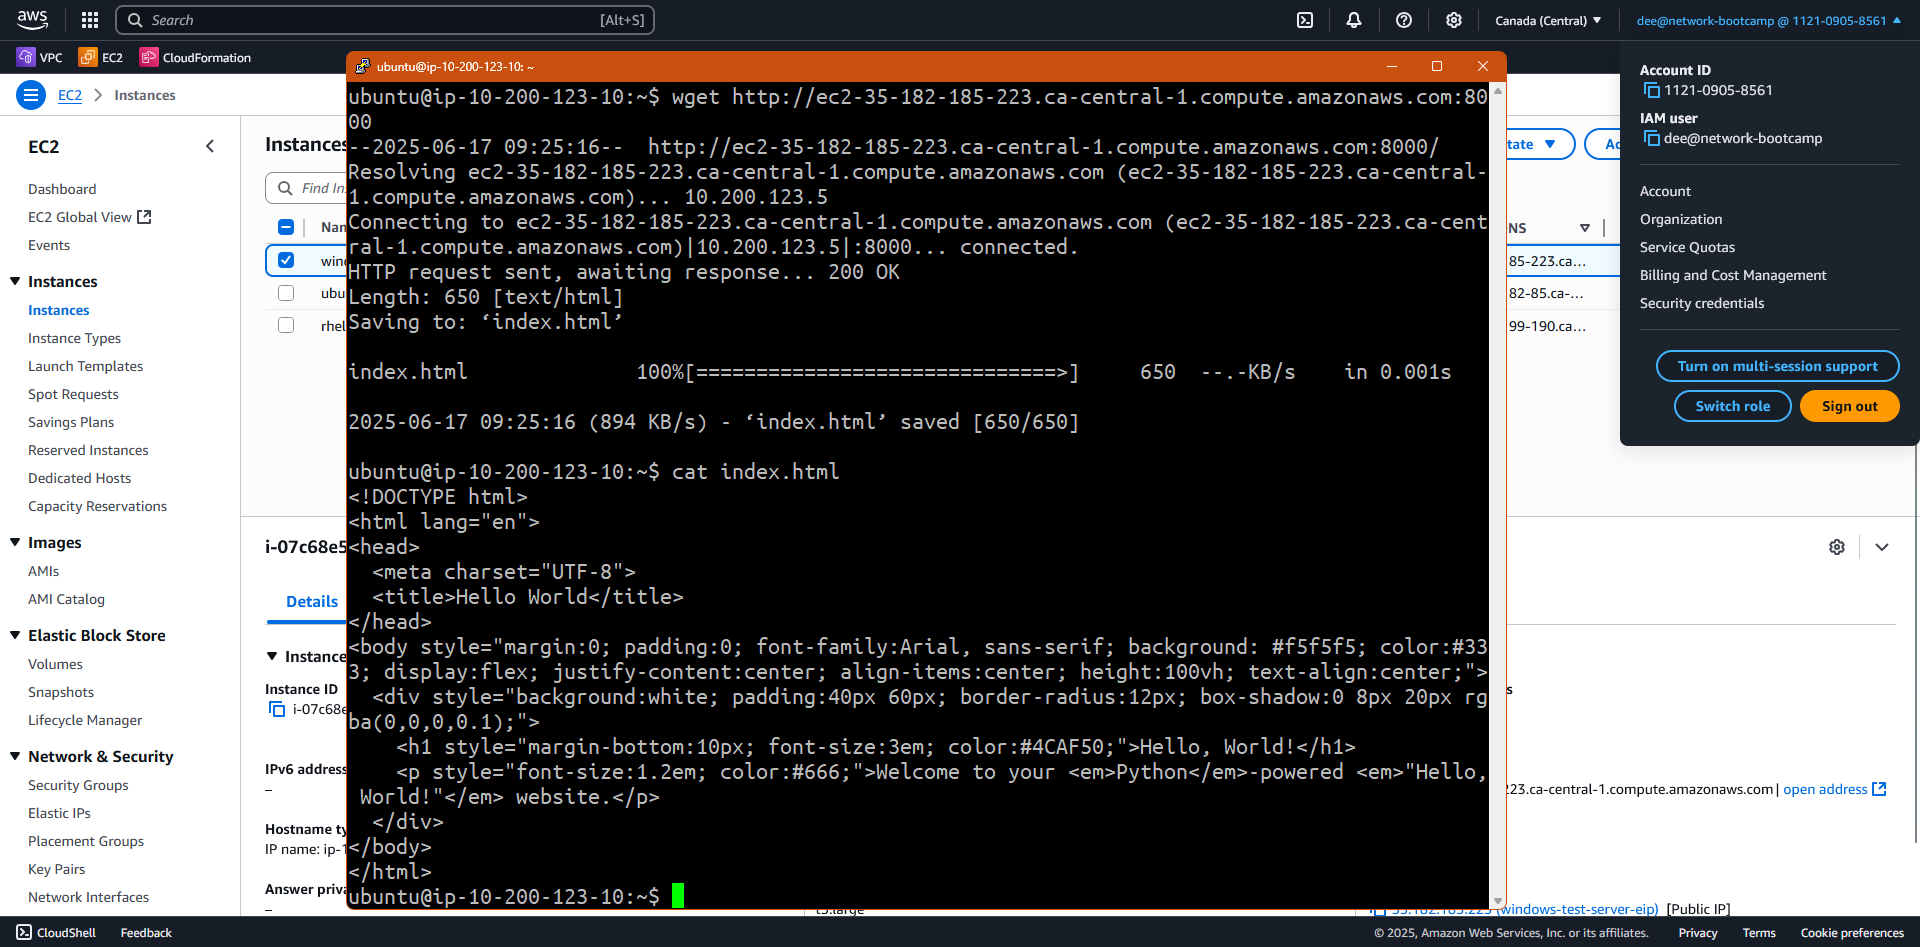 aws
Search
[Alt+S]
Canada (Central)
dee@network-bootcamp @ 1121-0905-8561
VPC
EC2
CloudFormation
EC2
Instances
EC2
Dashboard
EC2 Global View
Events
Instances
Instances
Instance Types
Launch Templates
Spot Requests
Savings Plans
Reserved Instances
Dedicated Hosts
Capacity Reservations
Images
AMIs
AMI Catalog
Elastic Block Store
Volumes
Snapshots
Lifecycle Manager
Network & Security
Security Groups
Elastic IPs
Placement Groups
Key Pairs
Network Interfaces
Instances
Find In
Nam
wind
ubu
rhel
i-07c68e5
Details
Instance
Instance ID
i-07c68e
IPv6 address
–
Hostname ty
IP name: ip-1
Answer priva
–
ubuntu@ip-10-200-123-10: ~
ubuntu@ip-10-200-123-10:~$ wget http://ec2-35-182-185-223.ca-central-1.compute.amazonaws.com:80
00
--2025-06-17 09:25:16--  http://ec2-35-182-185-223.ca-central-1.compute.amazonaws.com:8000/
Resolving ec2-35-182-185-223.ca-central-1.compute.amazonaws.com (ec2-35-182-185-223.ca-central-
1.compute.amazonaws.com)... 10.200.123.5
Connecting to ec2-35-182-185-223.ca-central-1.compute.amazonaws.com (ec2-35-182-185-223.ca-cent
ral-1.compute.amazonaws.com)|10.200.123.5|:8000... connected.
HTTP request sent, awaiting response... 200 OK
Length: 650 [text/html]
Saving to: ‘index.html’
index.html              100%[==============================>]     650  --.-KB/s    in 0.001s
2025-06-17 09:25:16 (894 KB/s) - ‘index.html’ saved [650/650]
ubuntu@ip-10-200-123-10:~$ cat index.html
<!DOCTYPE html>
<html lang="en">
<head>
  <meta charset="UTF-8">
  <title>Hello World</title>
</head>
<body style="margin:0; padding:0; font-family:Arial, sans-serif; background: #f5f5f5; color:#33
3; display:flex; justify-content:center; align-items:center; height:100vh; text-align:center;">
  <div style="background:white; padding:40px 60px; border-radius:12px; box-shadow:0 8px 20px rg
ba(0,0,0,0.1);">
    <h1 style="margin-bottom:10px; font-size:3em; color:#4CAF50;">Hello, World!</h1>
    <p style="font-size:1.2em; color:#666;">Welcome to your <em>Python</em>-powered <em>"Hello,
 World!"</em> website.</p>
  </div>
</body>
</html>
ubuntu@ip-10-200-123-10:~$
tate
Ac
NS
85-223.ca...
82-85.ca-...
99-190.ca...
s
223.ca-central-1.compute.amazonaws.com | open address
t3.large
35.182.185.223 (windows-test-server-eip) [Public IP]
Account ID
1121-0905-8561
IAM user
dee@network-bootcamp
Account
Organization
Service Quotas
Billing and Cost Management
Security credentials
Turn on multi-session support
Switch role
Sign out
CloudShell
Feedback
© 2025, Amazon Web Services, Inc. or its affiliates.
Privacy
Terms
Cookie preferences